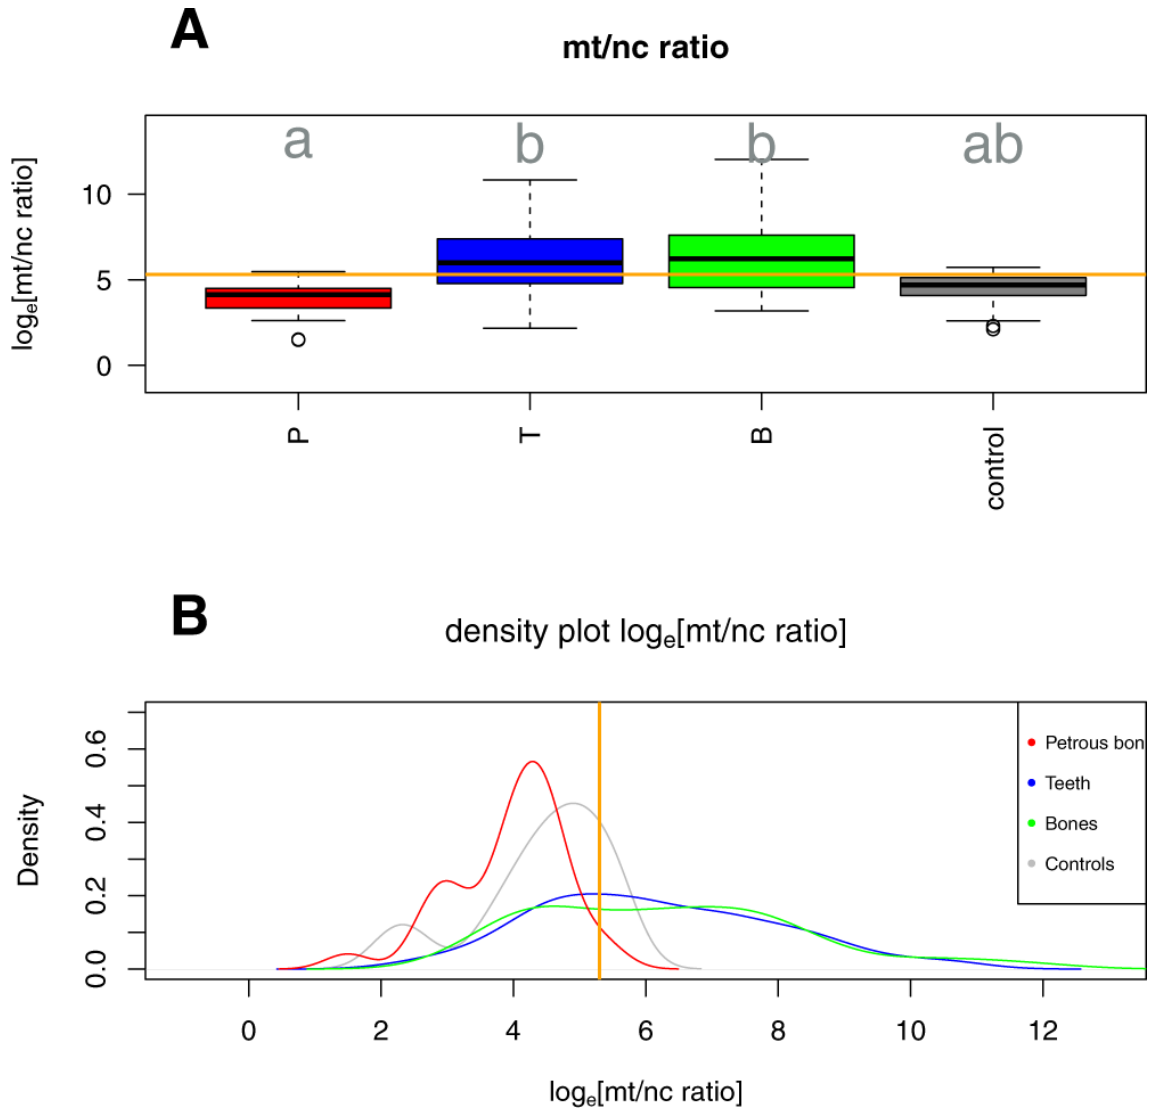 A
mt/nc ratio
a b b ab
logₑ[mt/nc ratio]
10
5
0
P T B control
B
density plot logₑ[mt/nc ratio]
Density
0.6
0.4
0.2
0.0
Petrous bon
Teeth
Bones
Controls
0 2 4 6 8 10 12
logₑ[mt/nc ratio]